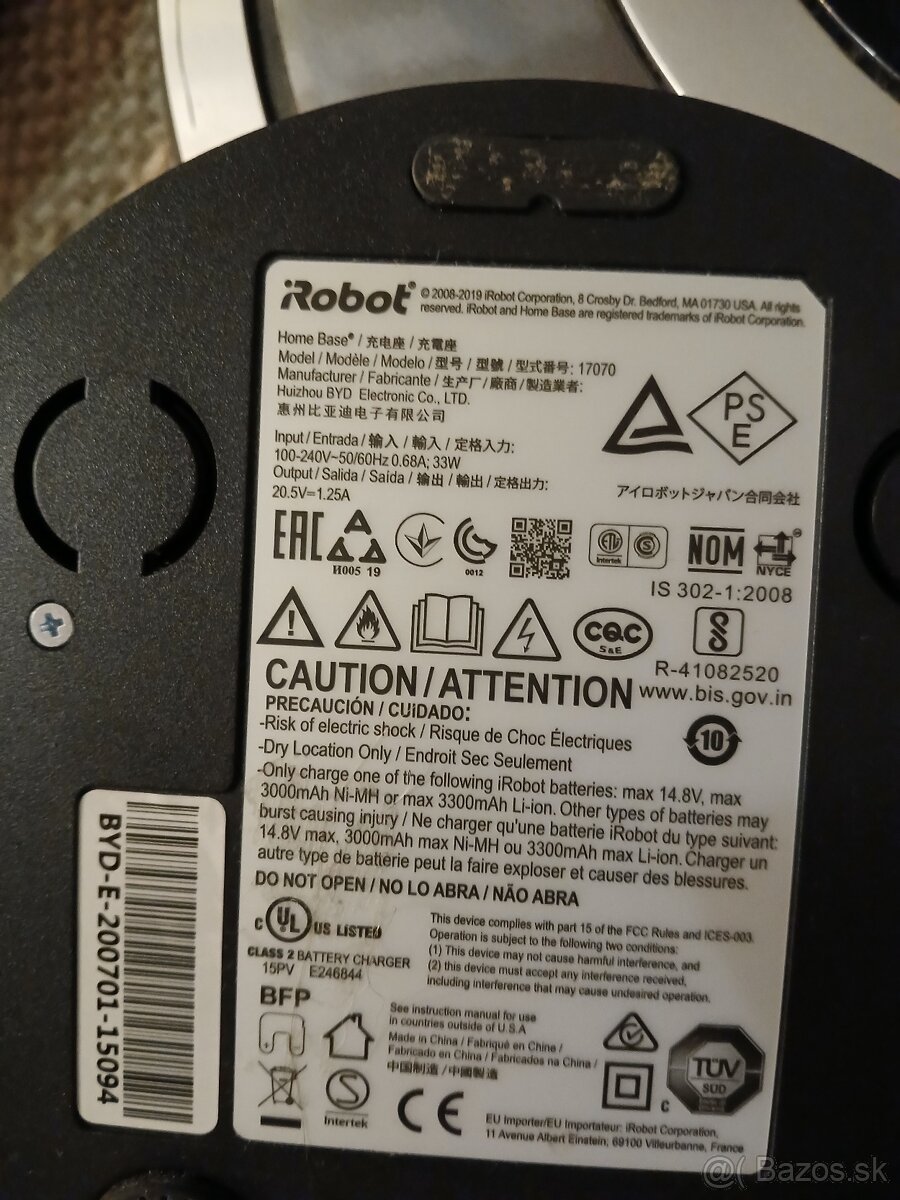 iRobot® © 2008-2019 iRobot Corporation, 8 Crosby Dr. Bedford, MA 01730 USA. All rights
reserved. iRobot and Home Base are registered trademarks of iRobot Corporation.
Home Base® / 充电座 / 充電座
Model / Modèle / Modelo / 型号 / 型號 / 型式番号: 17070
Manufacturer / Fabricante / 生产厂 / 廠商 / 製造業者:
Huizhou BYD Electronic Co., LTD.
惠州比亚迪电子有限公司
PS
E
Input / Entrada / 输入 / 輸入 / 定格入力:
100-240V~50/60Hz 0.68A; 33W
Output / Salida / Saída / 输出 / 輸出 / 定格出力:
20.5V=1.25A
アイロボットジャパン合同会社
EAC
H005 19
0012
ETL
Intertek
NOM
NYCE
IS 302-1:2008
CQC
S&E
R-41082520
www.bis.gov.in
CAUTION / ATTENTION
PRECAUCIÓN / CUIDADO:
-Risk of electric shock / Risque de Choc Électriques
-Dry Location Only / Endroit Sec Seulement
10
-Only charge one of the following iRobot batteries: max 14.8V, max
3000mAh Ni-MH or max 3300mAh Li-ion. Other types of batteries may
burst causing injury / Ne charger qu'une batterie iRobot du type suivant:
14.8V max, 3000mAh max Ni-MH ou 3300mAh max Li-ion. Charger un
autre type de batterie peut la faire exploser et causer des blessures.
DO NOT OPEN / NO LO ABRA / NÃO ABRA
C UL US LISTED
CLASS 2 BATTERY CHARGER
15PV E246844
This device complies with part 15 of the FCC Rules and ICES-003.
Operation is subject to the following two conditions:
(1) This device may not cause harmful interference, and
(2) this device must accept any interference received,
including interference that may cause undesired operation.
BFP
See instruction manual for use
in countries outside of U.S.A
Made in China / Fabriqué en Chine /
Fabricado en China / Fabricados na China /
中国制造 / 中國製造
Intertek
CE
C
TÜV
SÜD
EU Importer/EU Importateur: iRobot Corporation,
11 Avenue Albert Einstein, 69100 Villeurbanne, France
BYD-E-200701-15094
@( Bazos.sk